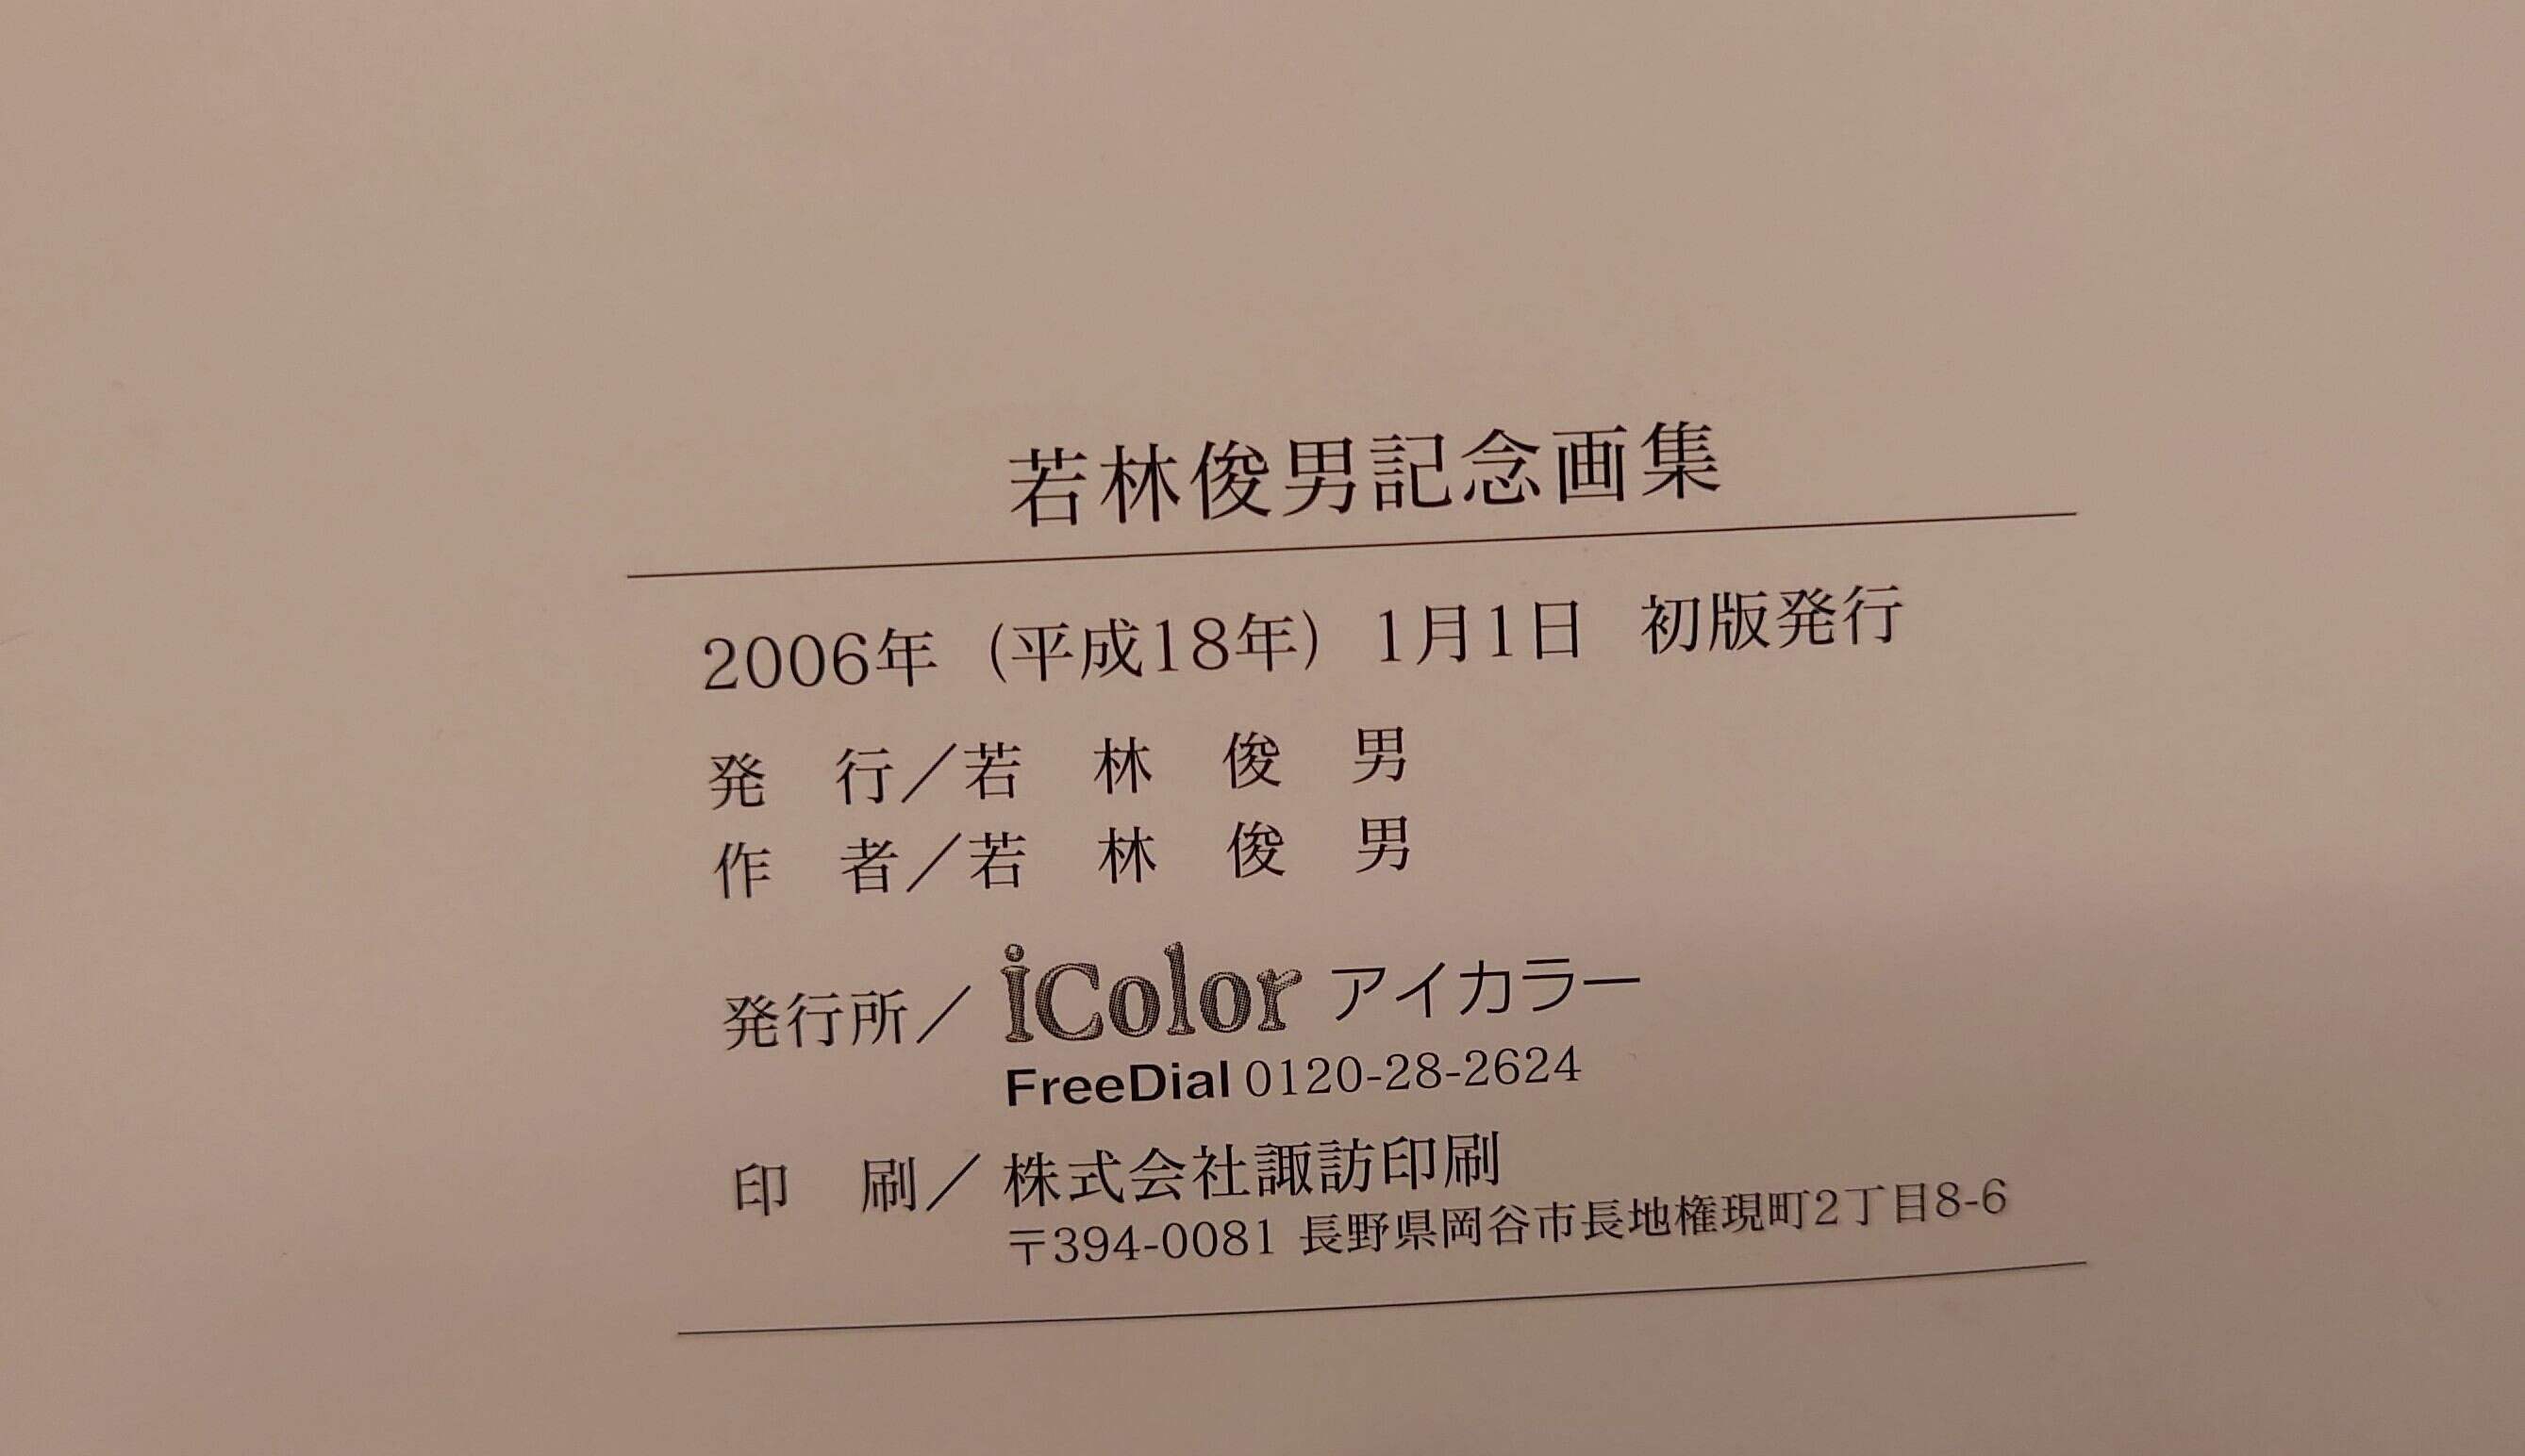 若林俊男記念画集
2006年（平成18年）1月1日 初版発行
発 行／若 林 俊 男
作 者／若 林 俊 男
発行所／iColor アイカラー
FreeDial 0120-28-2624
印 刷／株式会社諏訪印刷
〒394-0081 長野県岡谷市長地権現町2丁目8-6